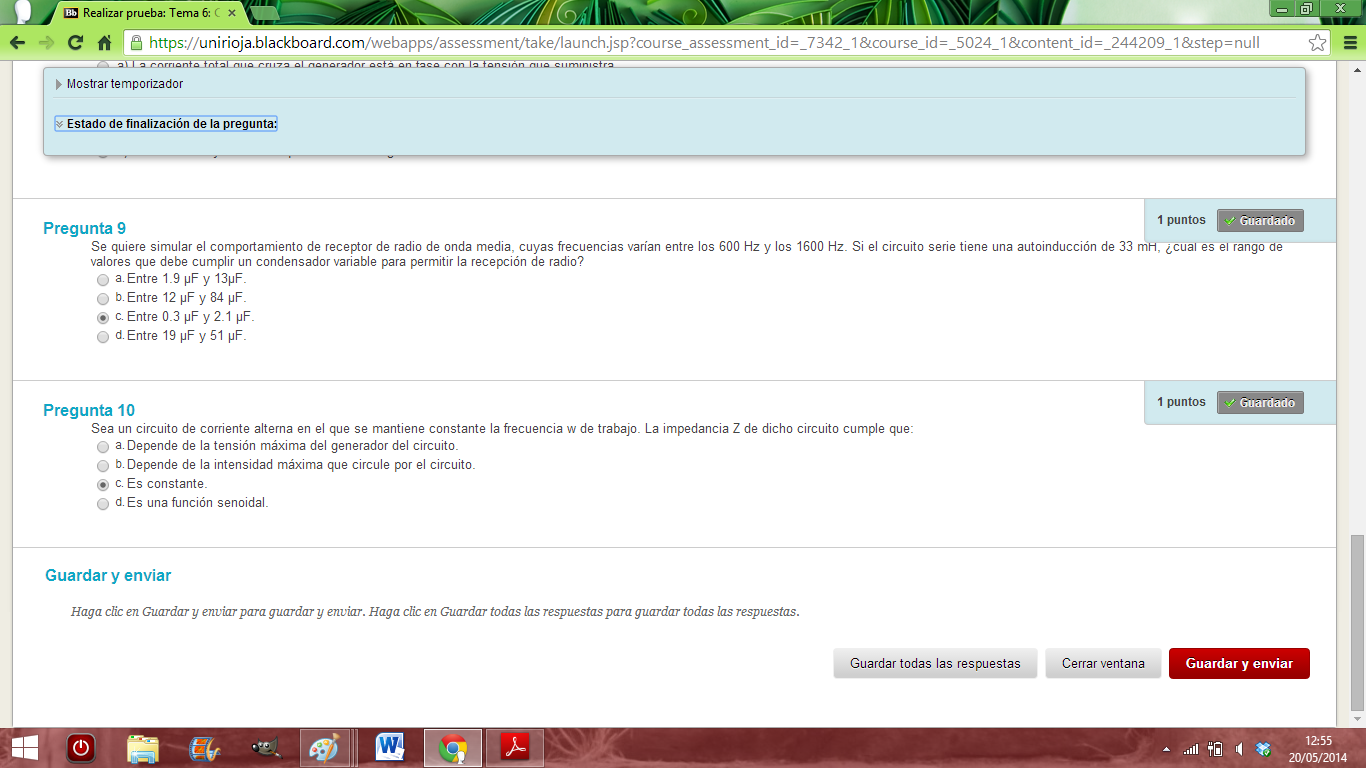 Realizar prueba: Tema 6: C
https://unirioja.blackboard.com/webapps/assessment/take/launch.jsp?course_assessment_id=_7342_1&course_id=_5024_1&content_id=_244209_1&step=null
a) La corriente total que cruza el generador está en fase con la tensión que suministra.
Mostrar temporizador
Estado de finalización de la pregunta:
1 puntos Guardado
Pregunta 9
Se quiere simular el comportamiento de receptor de radio de onda media, cuyas frecuencias varían entre los 600 Hz y los 1600 Hz. Si el circuito serie tiene una autoinducción de 33 mH, ¿cuál es el rango de
valores que debe cumplir un condensador variable para permitir la recepción de radio?
a. Entre 1.9 µF y 13µF.
b. Entre 12 µF y 84 µF.
c. Entre 0.3 µF y 2.1 µF.
d. Entre 19 µF y 51 µF.
1 puntos Guardado
Pregunta 10
Sea un circuito de corriente alterna en el que se mantiene constante la frecuencia w de trabajo. La impedancia Z de dicho circuito cumple que:
a. Depende de la tensión máxima del generador del circuito.
b. Depende de la intensidad máxima que circule por el circuito.
c. Es constante.
d. Es una función senoidal.
Guardar y enviar
Haga clic en Guardar y enviar para guardar y enviar. Haga clic en Guardar todas las respuestas para guardar todas las respuestas.
Guardar todas las respuestas Cerrar ventana Guardar y enviar
12:55
20/05/2014